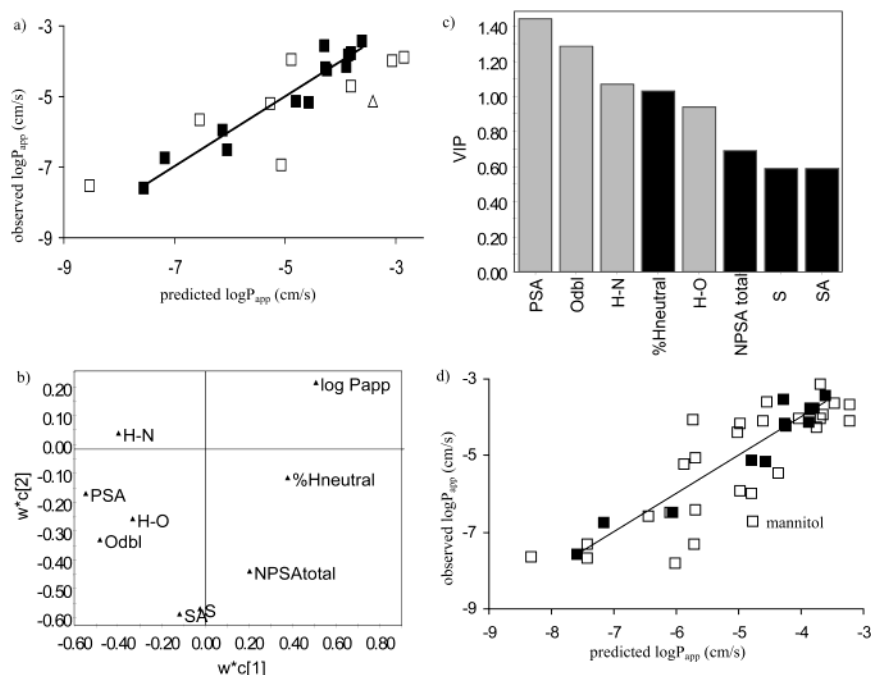 a)
-3
-5
-7
-9
observed logPapp (cm/s)
-9 -7 -5 -3
predicted logPapp (cm/s)
c)
1.40
1.20
1.00
0.80
0.60
0.40
0.20
0.00
VIP
PSA
Odbl
H-N
%Hneutral
H-O
NPSA total
S
SA
b)
0.20
0.10
0.00
-0.10
-0.20
-0.30
-0.40
-0.50
-0.60
w*c[2]
log Papp
H-N
%Hneutral
PSA
H-O
Odbl
NPSAtotal
SA
S
-0.60 -0.40 -0.20 0.00 0.20 0.40 0.60 0.80
w*c[1]
d)
-3
-5
-7
-9
observed logPapp (cm/s)
mannitol
-9 -8 -7 -6 -5 -4 -3
predicted logPapp (cm/s)